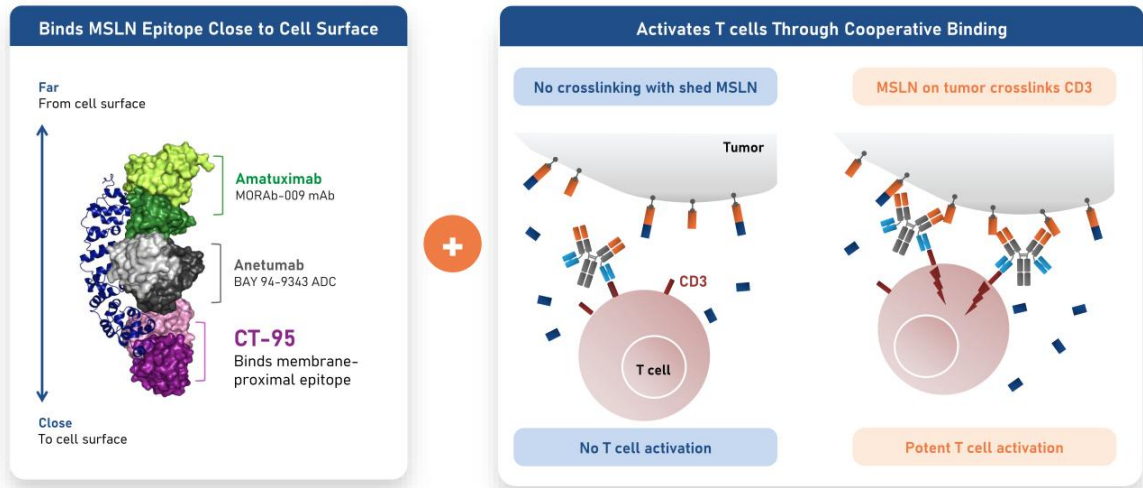 Binds MSLN Epitope Close to Cell Surface
Far
From cell surface
Amatuximab
MORAb-009 mAb
Anetumab
BAY 94-9343 ADC
CT-95
Binds membrane-
proximal epitope
Close
To cell surface
+
Activates T cells Through Cooperative Binding
No crosslinking with shed MSLN
MSLN on tumor crosslinks CD3
Tumor
CD3
T cell
No T cell activation
Potent T cell activation